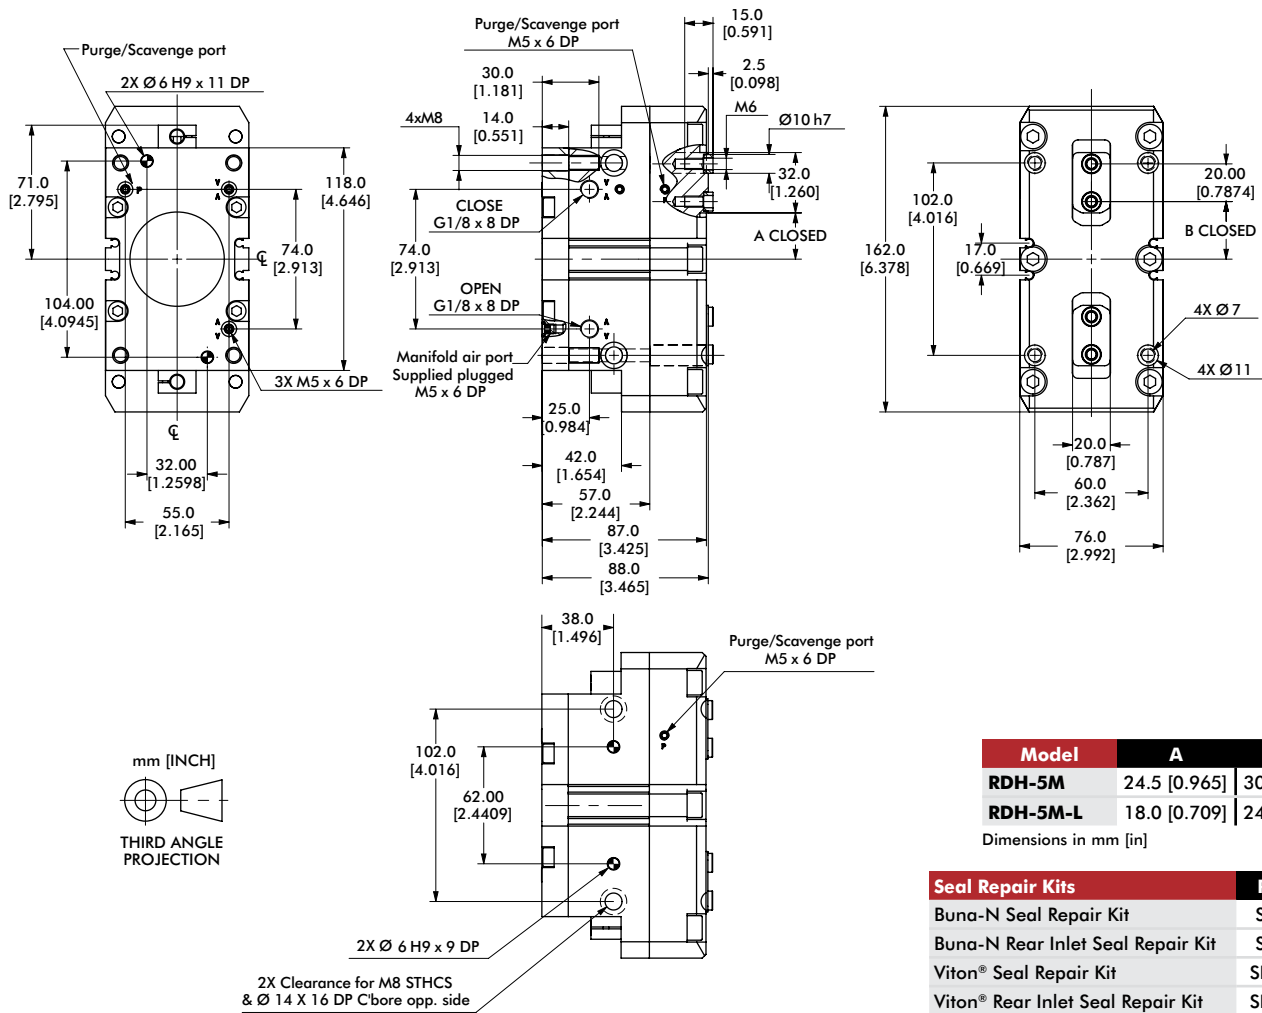 Purge/Scavenge port
2X Ø 6 H9 x 11 DP
71.0
[2.795]
P
V
A
118.0
[4.646]
74.0
[2.913]
℄
104.00
[4.0945]
A
V
3X M5 x 6 DP
℄
32.00
[1.2598]
55.0
[2.165]
Purge/Scavenge port
M5 x 6 DP
15.0
[0.591]
2.5
[0.098]
30.0
[1.181]
M6
4xM8
14.0
[0.551]
Ø10 h7
32.0
[1.260]
V
A
CLOSE
G1/8 x 8 DP
A CLOSED
74.0
[2.913]
OPEN
G1/8 x 8 DP
A
V
Manifold air port
Supplied plugged
M5 x 6 DP
25.0
[0.984]
42.0
[1.654]
57.0
[2.244]
87.0
[3.425]
88.0
[3.465]
20.00
[0.7874]
102.0
[4.016]
B CLOSED
162.0
[6.378]
17.0
[0.669]
4X Ø 7
4X Ø11
20.0
[0.787]
60.0
[2.362]
76.0
[2.992]
38.0
[1.496]
Purge/Scavenge port
M5 x 6 DP
P
102.0
[4.016]
62.00
[2.4409]
2X Ø 6 H9 x 9 DP
2X Clearance for M8 STHCS
& Ø 14 X 16 DP C'bore opp. side
mm [INCH]
THIRD ANGLE
PROJECTION
Model A
RDH-5M 24.5 [0.965] 30
RDH-5M-L 18.0 [0.709] 24
Dimensions in mm [in]
Seal Repair Kits
Buna-N Seal Repair Kit S
Buna-N Rear Inlet Seal Repair Kit S
Viton® Seal Repair Kit
Viton® Rear Inlet Seal Repair Kit